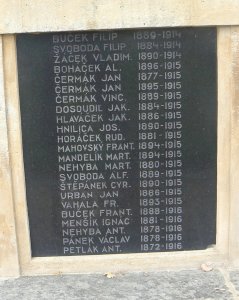 BUČEK FILIP 1889-1914
SVOBODA FILIP 1884-1914
ŽÁČEK VLADIM. 1890-1914
BOHÁČEK AL. 1896-1915
ČERMÁK JAN 1877-1915
ČERMÁK JAN 1895-1915
ČERMÁK VINC. 1889-1915
DOSOUDIL JAK. 1884-1915
HLAVÁČEK JAK. 1886-1915
HNILICA JOS. 1890-1915
HORÁČEK RUD. 1881-1915
MAHOVSKÝ FRANT. 1894-1915
MANDELÍK MART. 1894-1915
NEHYBA MART. 1880-1915
SVOBODA ALF. 1889-1915
ŠTĚPÁNEK CYR. 1890-1915
URBAN JAN 1886-1915
VÁHALA FR. 1893-1915
BUČEK FRANT. 1888-1916
MENŠÍK IGNÁC 1881-1916
NEHYBA ANT. 1878-1916
PÁNEK VÁCLAV 1878-1916
PETLÁK ANT. 1872-1916